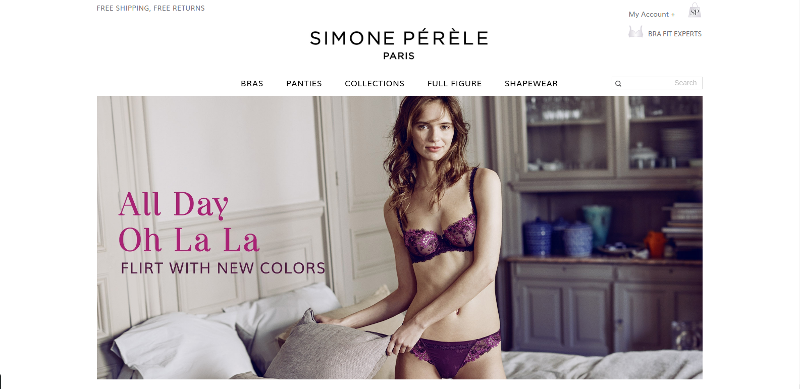 FREE SHIPPING, FREE RETURNS
My Account +
SP
BRA FIT EXPERTS
SIMONE PÉRÈLE
PARIS
BRAS PANTIES COLLECTIONS FULL FIGURE SHAPEWEAR Search
All Day
Oh La La
FLIRT WITH NEW COLORS